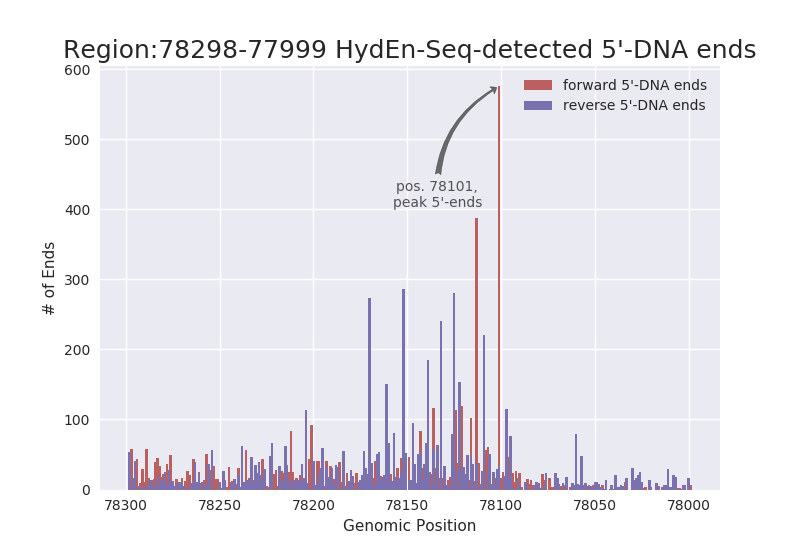 Region:78298-77999 HydEn-Seq-detected 5'-DNA ends
600
500
400
300
200
100
0
# of Ends
forward 5'-DNA ends
reverse 5'-DNA ends
pos. 78101,
peak 5'-ends
78300 78250 78200 78150 78100 78050 78000
Genomic Position